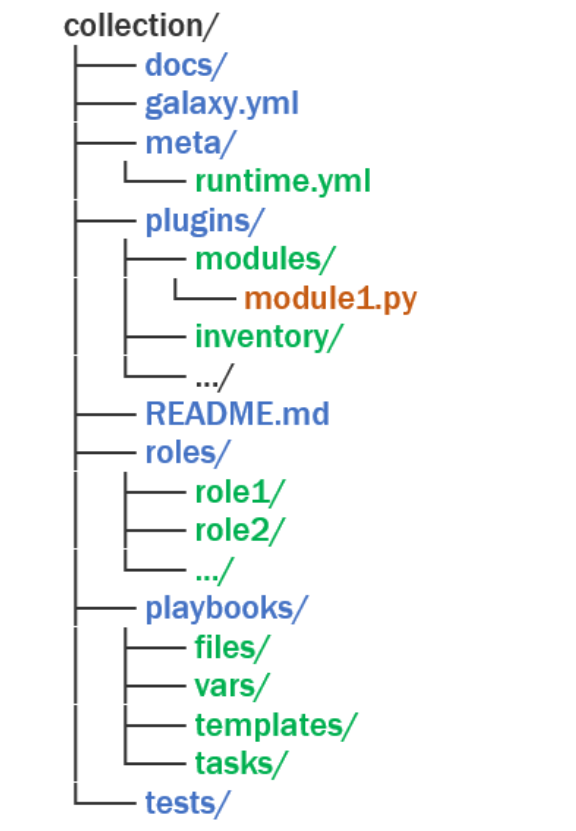 collection/
docs/
galaxy.yml
meta/
runtime.yml
plugins/
modules/
module1.py
inventory/
.../
README.md
roles/
role1/
role2/
.../
playbooks/
files/
vars/
templates/
tasks/
tests/